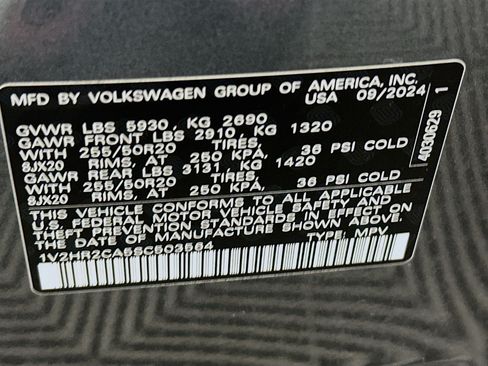 MFD BY VOLKSWAGEN GROUP OF AMERICA, INC.
USA 09/2024
GVWR LBS 5930, KG 2690
GAWR FRONT LBS 2910, KG 1320
WITH 255/50R20 TIRES,
8JX20 RIMS, AT 250 KPA, 36 PSI COLD
GAWR REAR LBS 3131, KG 1420
WITH 255/50R20 TIRES,
8JX20 RIMS, AT 250 KPA, 36 PSI COLD
THIS VEHICLE CONFORMS TO ALL APPLICABLE
U.S. FEDERAL MOTOR VEHICLE SAFETY AND
THEFT PREVENTION STANDARDS IN EFFECT ON
THE DATE OF MANUFACTURE SHOWN ABOVE.
1V2HR2CA5SC503564 TYPE: MPV
4030629 1